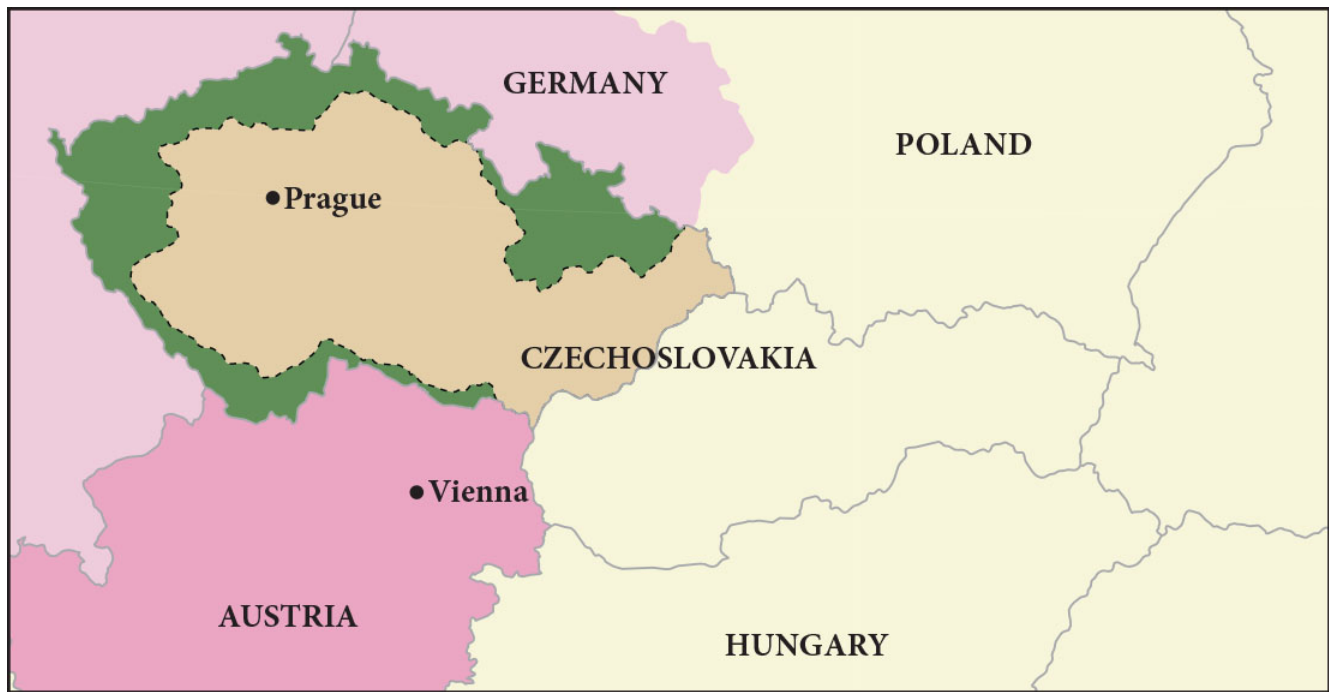 GERMANY
POLAND
Prague
CZECHOSLOVAKIA
Vienna
AUSTRIA
HUNGARY